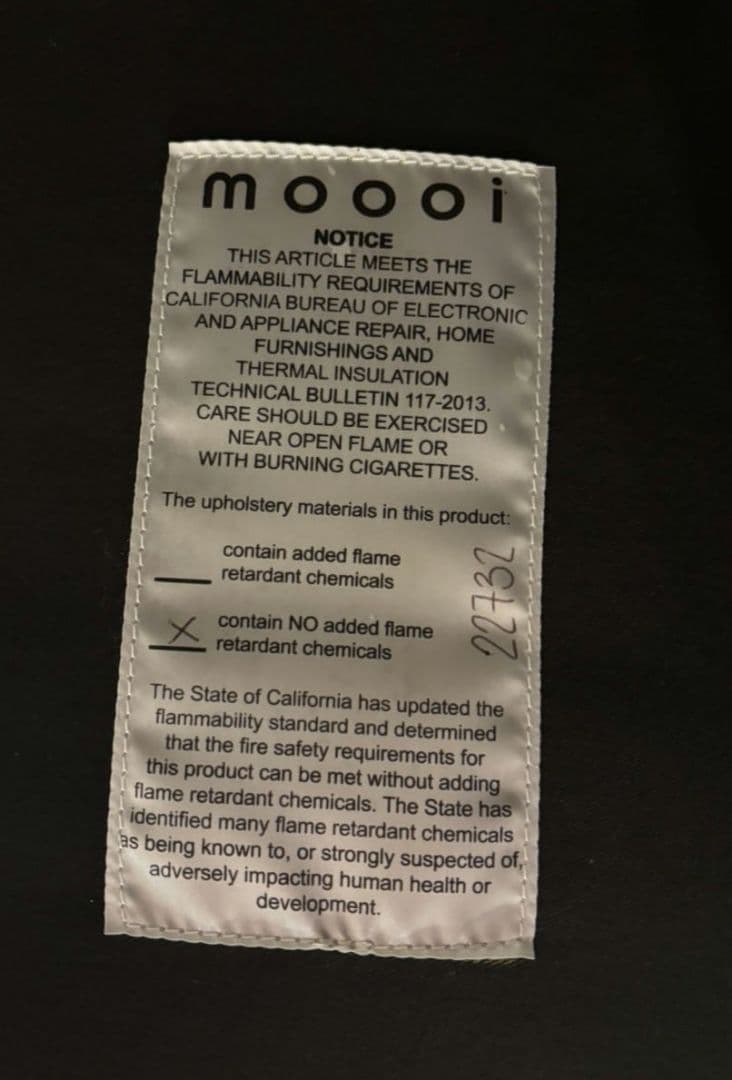 moooi
NOTICE
THIS ARTICLE MEETS THE
FLAMMABILITY REQUIREMENTS OF
CALIFORNIA BUREAU OF ELECTRONIC
AND APPLIANCE REPAIR, HOME
FURNISHINGS AND
THERMAL INSULATION
TECHNICAL BULLETIN 117-2013.
CARE SHOULD BE EXERCISED
NEAR OPEN FLAME OR
WITH BURNING CIGARETTES.
The upholstery materials in this product:
contain added flame
retardant chemicals
X contain NO added flame
retardant chemicals
22732
The State of California has updated the
flammability standard and determined
that the fire safety requirements for
this product can be met without adding
flame retardant chemicals. The State has
identified many flame retardant chemicals
as being known to, or strongly suspected of,
adversely impacting human health or
development.